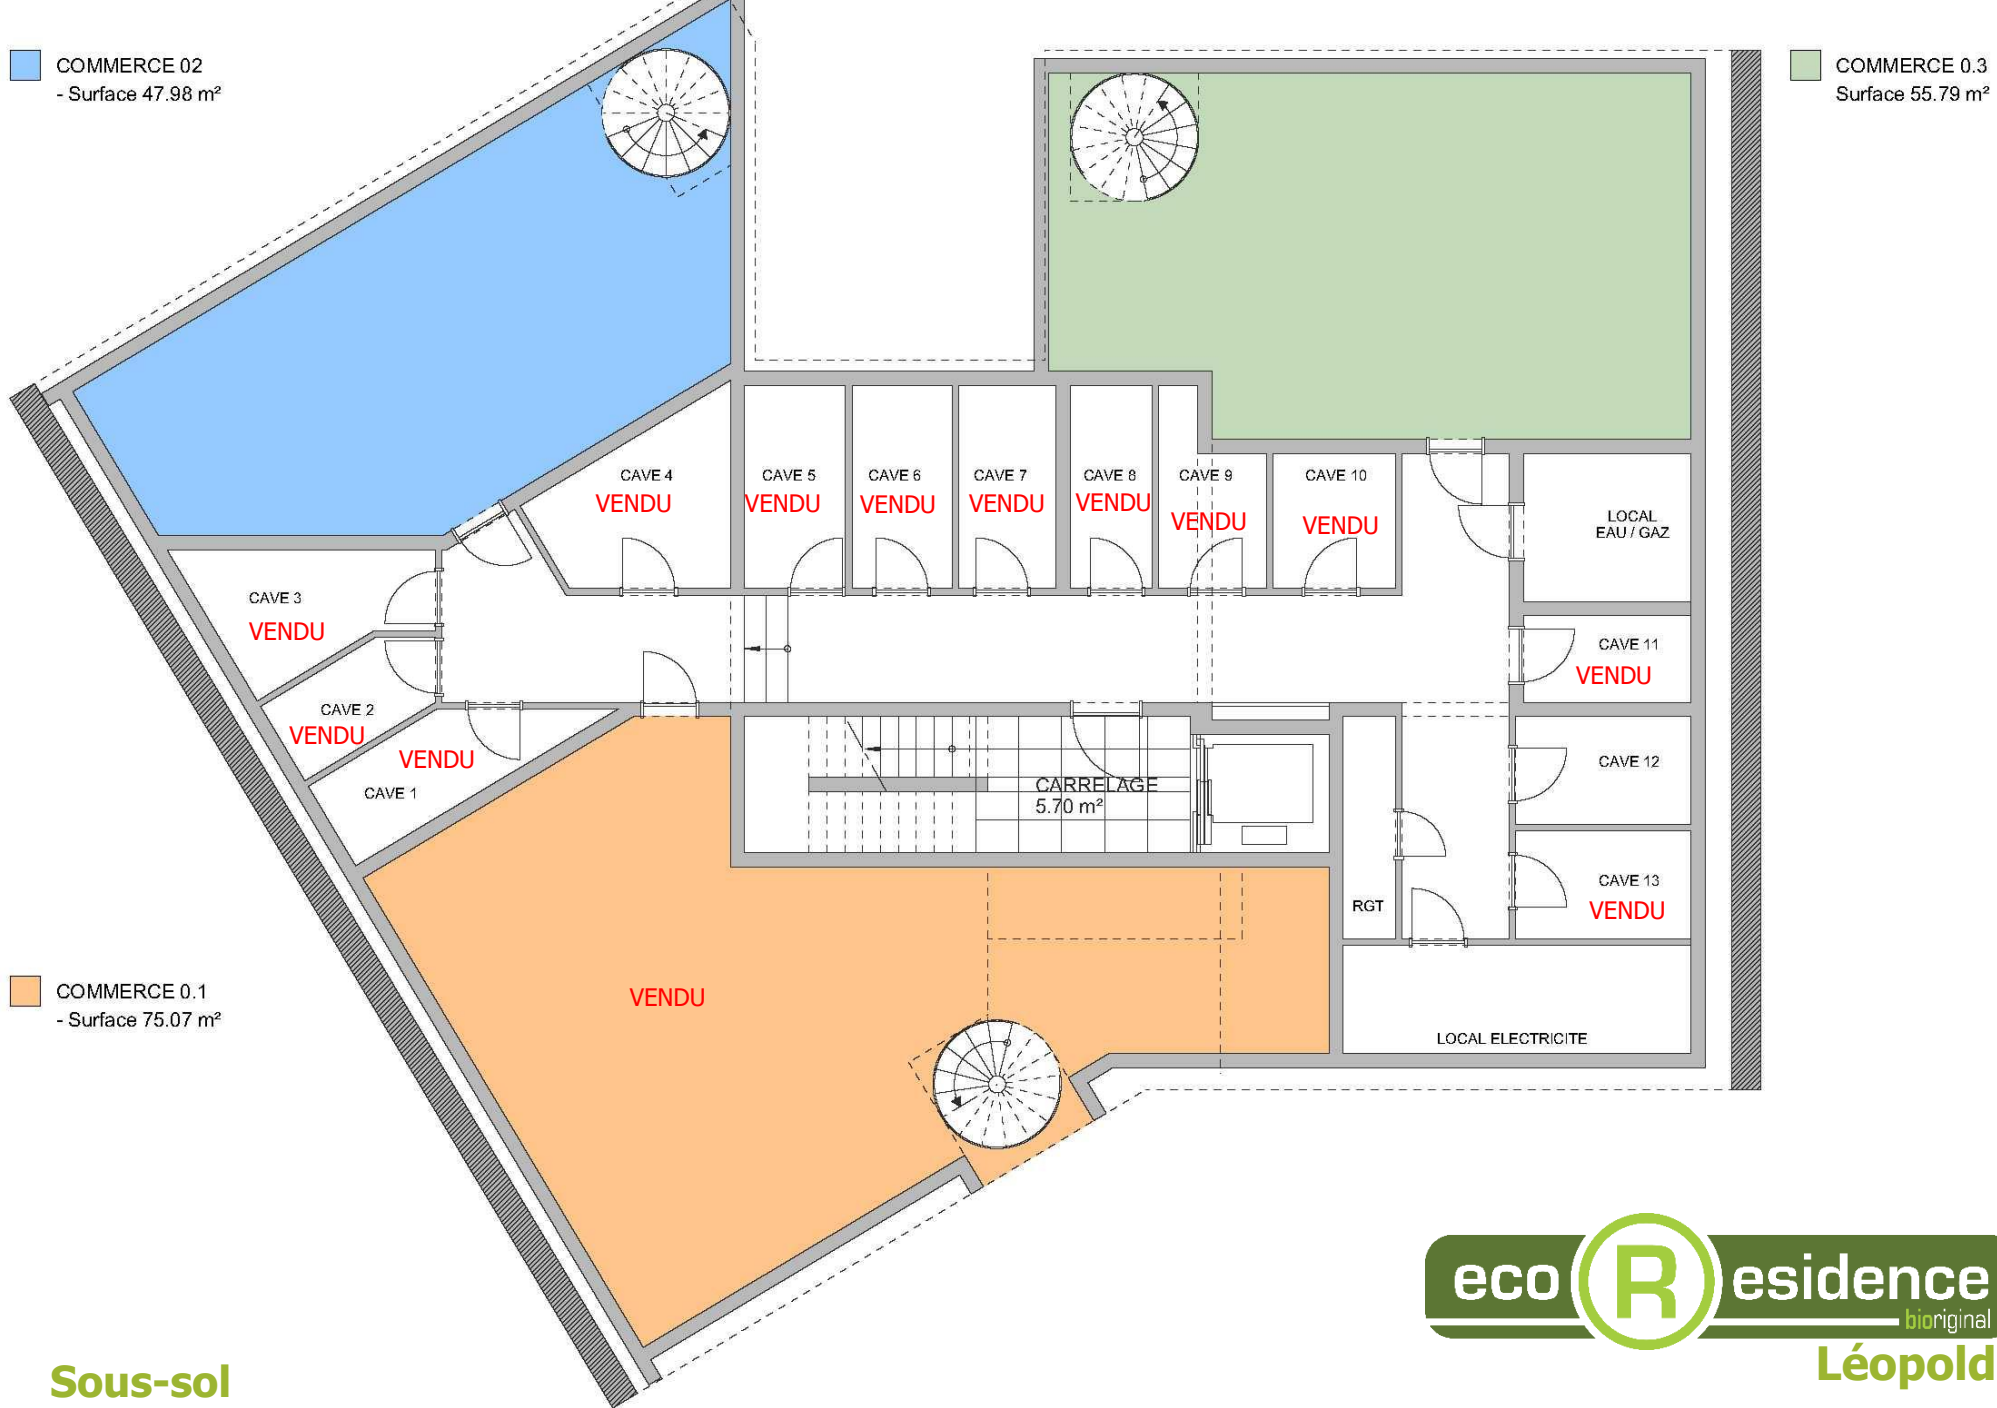 COMMERCE 02
- Surface 47.98 m²
COMMERCE 0.3
Surface 55.79 m²
CAVE 4
VENDU
CAVE 5
VENDU
CAVE 6
VENDU
CAVE 7
VENDU
CAVE 8
VENDU
CAVE 9
VENDU
CAVE 10
VENDU
LOCAL
EAU / GAZ
CAVE 3
VENDU
CAVE 11
VENDU
CAVE 2
VENDU
VENDU
CAVE 1
CARRELAGE
5.70 m²
CAVE 12
CAVE 13
VENDU
RGT
COMMERCE 0.1
- Surface 75.07 m²
VENDU
LOCAL ELECTRICITE
eco R esidence
bioriginal
Léopold
Sous-sol